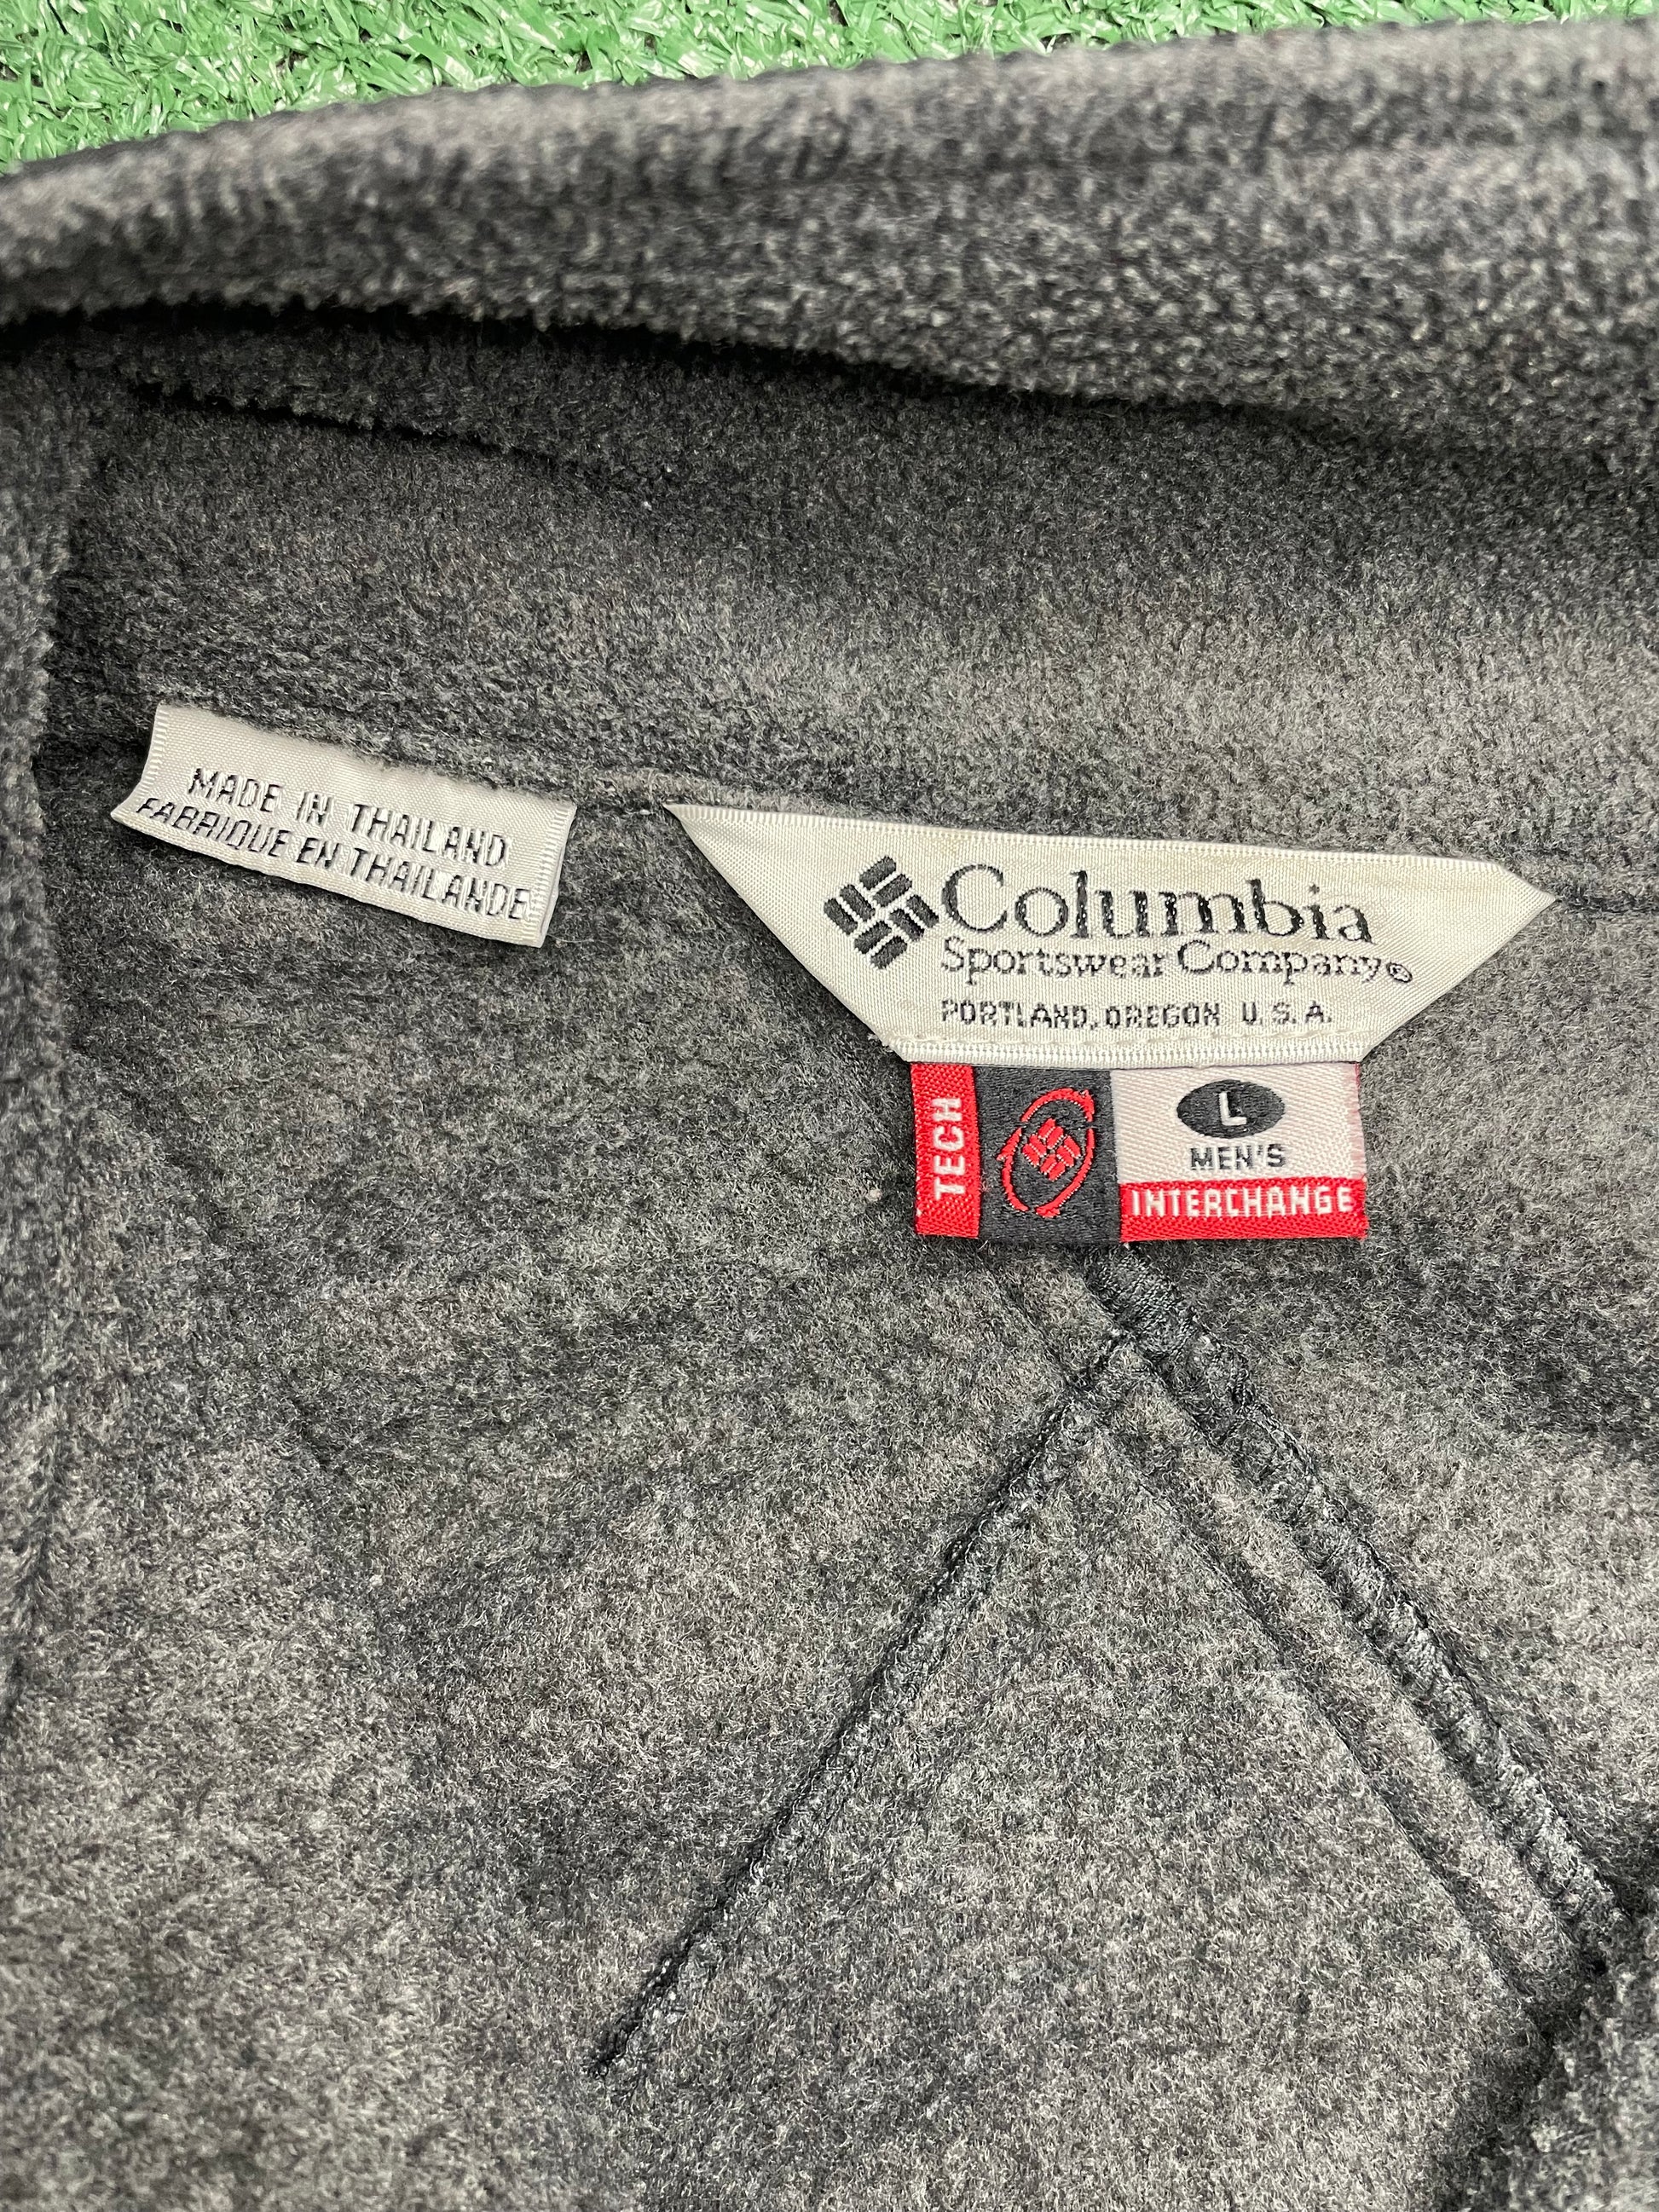 MADE IN THAILAND
FABRIQUE EN THAILANDE
Columbia
Sportswear Company®
PORTLAND, OREGON U.S.A.
TECH
L
MEN'S
INTERCHANGE